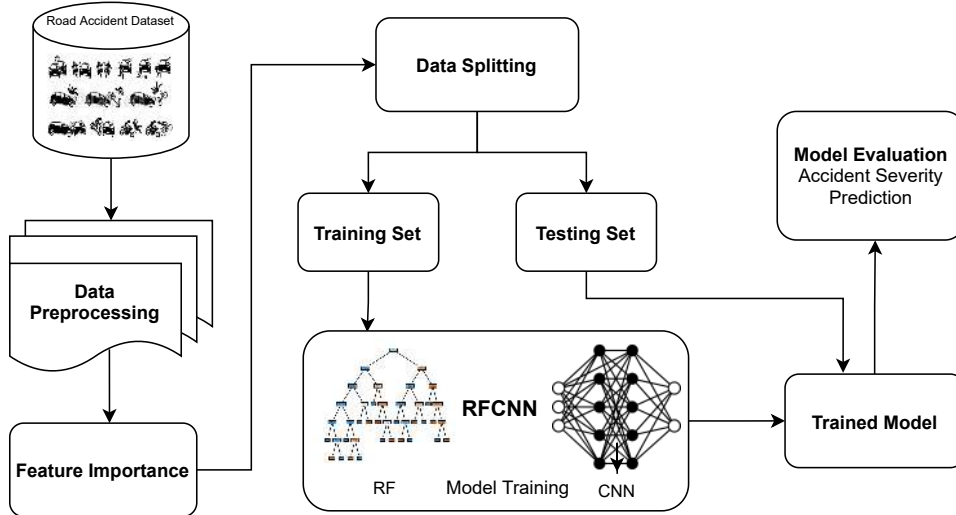 Road Accident Dataset
Data
Preprocessing
Feature Importance
Data Splitting
Training Set
Testing Set
RFCNN
RF
Model Training
CNN
Trained Model
Model Evaluation
Accident Severity
Prediction